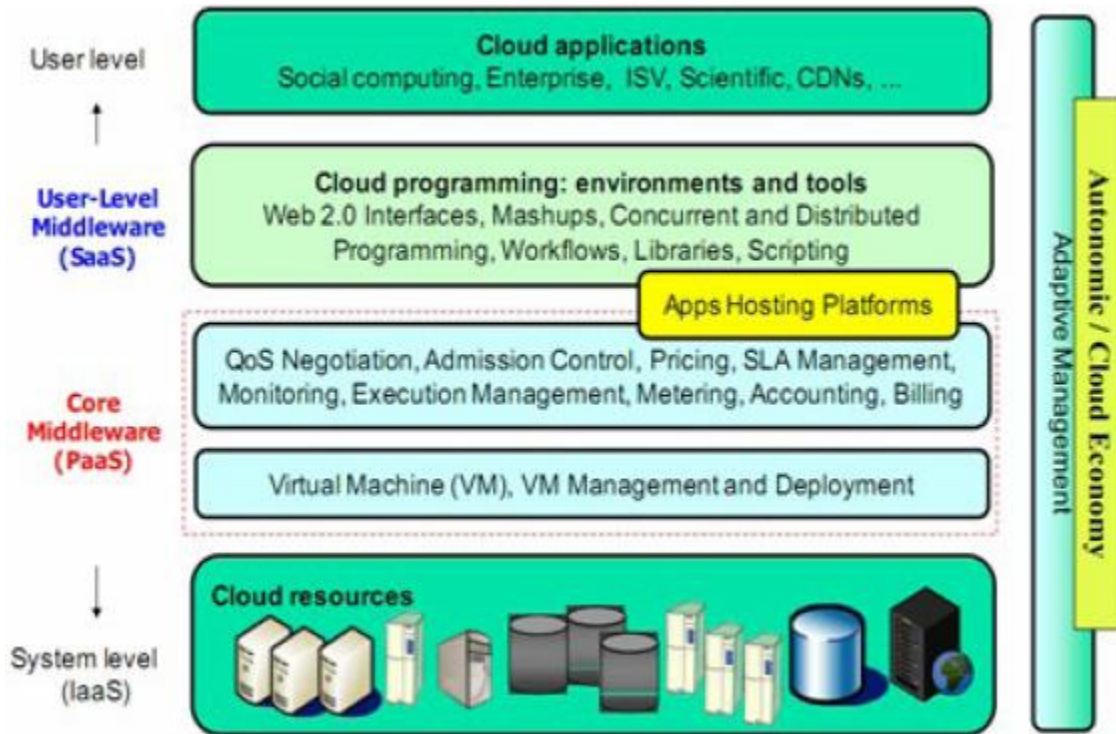 User level
Cloud applications
Social computing, Enterprise, ISV, Scientific, CDNs, ...
User-Level
Middleware
(SaaS)
Cloud programming: environments and tools
Web 2.0 Interfaces, Mashups, Concurrent and Distributed
Programming, Workflows, Libraries, Scripting
Apps Hosting Platforms
Core
Middleware
(PaaS)
QoS Negotiation, Admission Control, Pricing, SLA Management,
Monitoring, Execution Management, Metering, Accounting, Billing
Virtual Machine (VM), VM Management and Deployment
System level
(IaaS)
Cloud resources
Adaptive Management
Autonomic / Cloud Economy